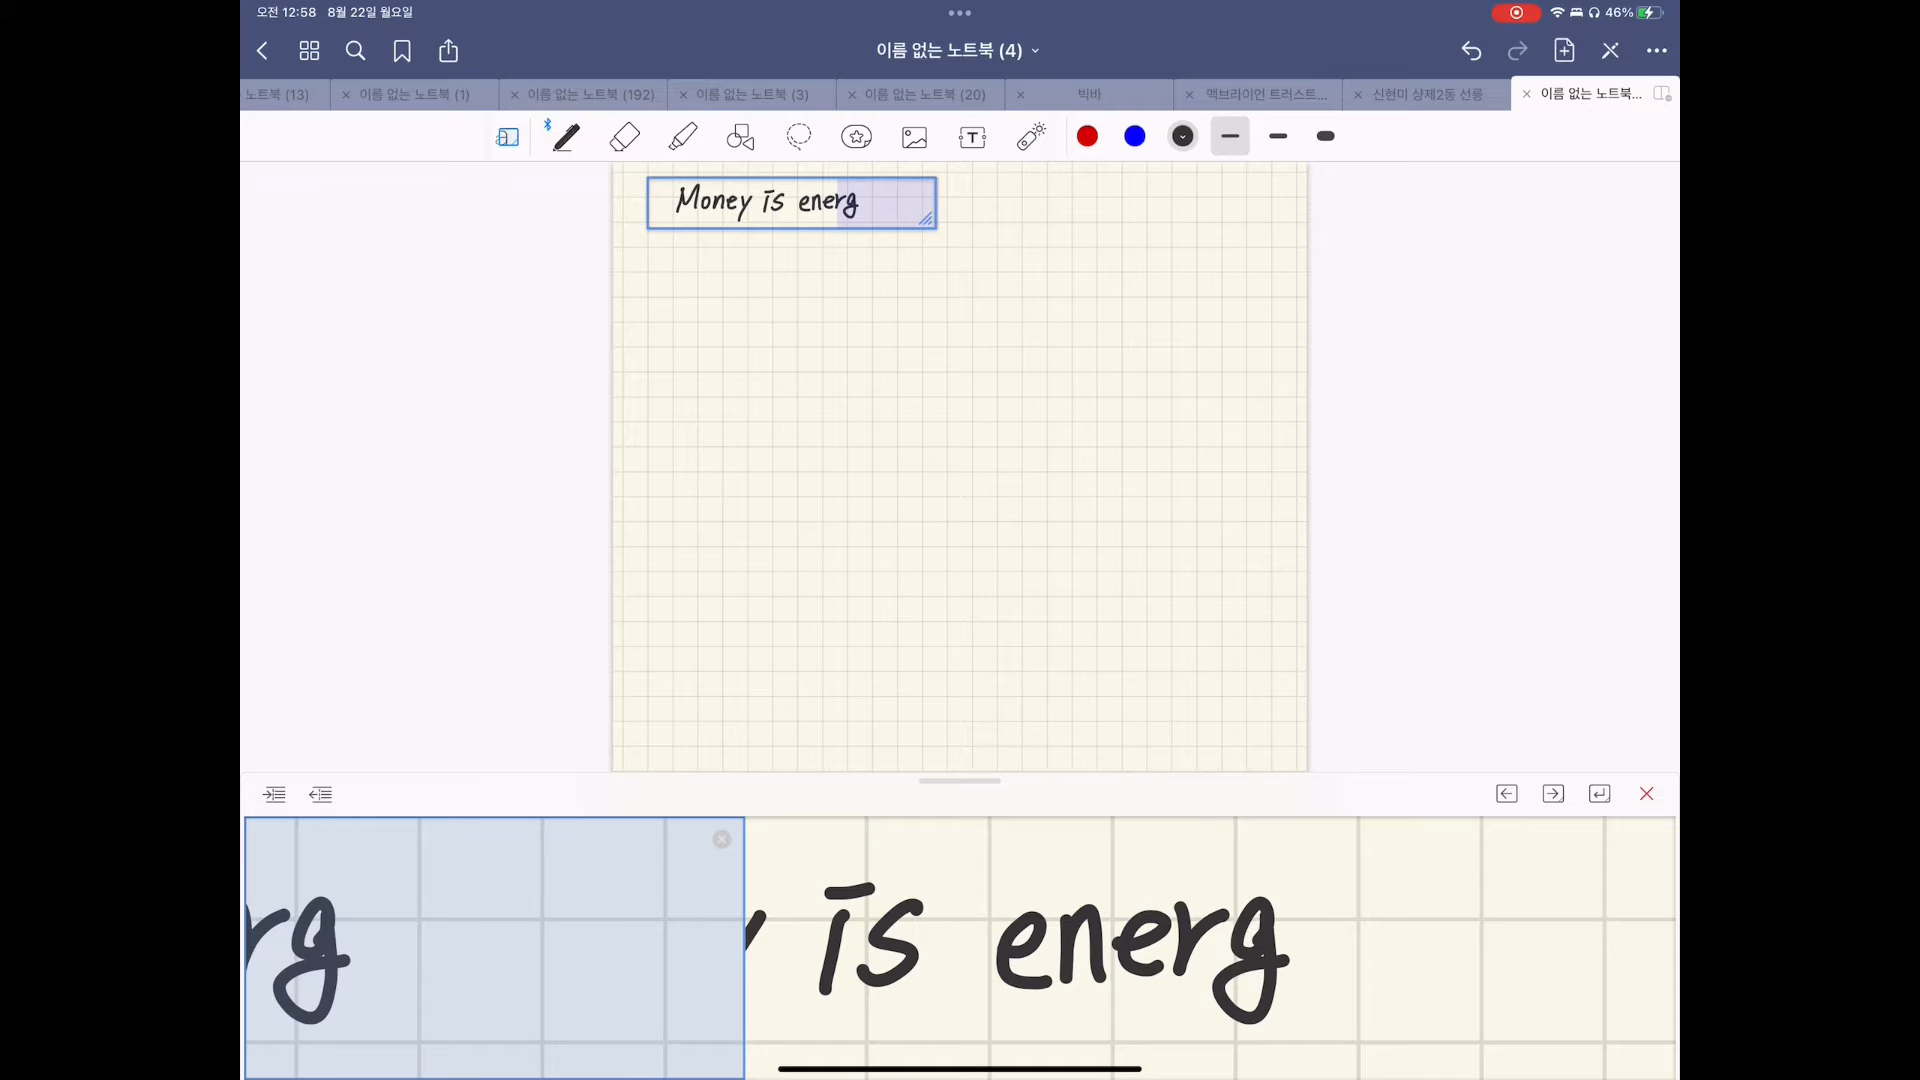 오전 12:58 8월 22일 월요일
46%
이름 없는 노트북 (4)
노트북 (13)
이름 없는 노트북 (1)
이름 없는 노트북 (192)
이름 없는 노트북 (3)
이름 없는 노트북 (20)
빅바
맥브라이언 트러스트...
신현미 상제2동 선릉
이름 없는 노트북...
Money is energ
rg
y is energ